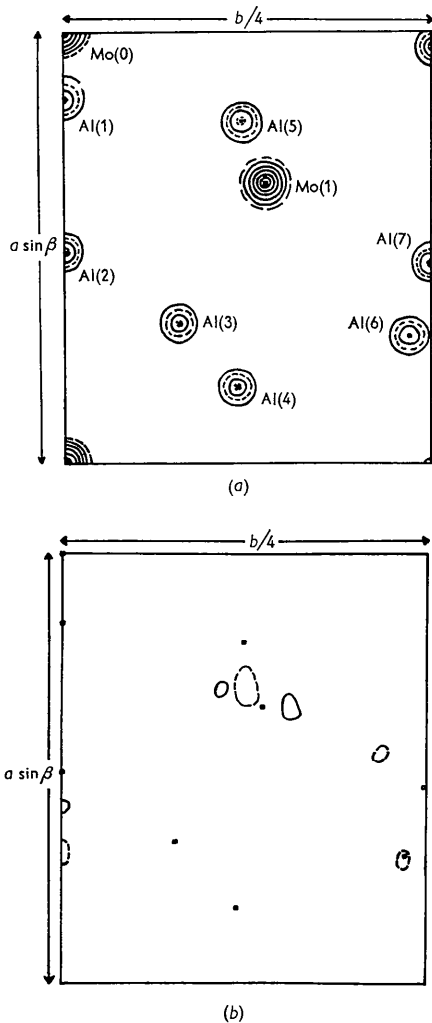 b/4
Mo(0)
Al(1)
Al(5)
Mo(1)
a sin β
Al(7)
Al(2)
Al(3)
Al(6)
Al(4)
(a)
b/4
a sin β
(b)